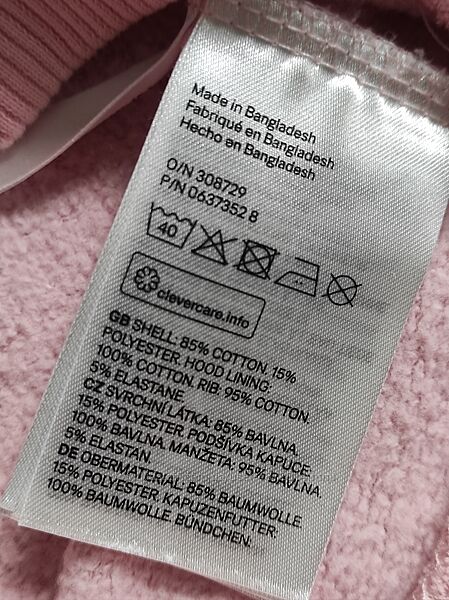 Made in Bangladesh
Fabriqué en Bangladesh
Hecho en Bangladesh
O/N 308729
P/N 0637352 8
40
clevercare.info
GB SHELL: 85% COTTON. 15%
POLYESTER. HOOD LINING:
100% COTTON. RIB: 95% COTTON.
5% ELASTANE
CZ SVRCHNÍ LÁTKA: 85% BAVLNA.
15% POLYESTER. PODŠÍVKA KAPUCE:
100% BAVLNA. MANŽETA: 95% BAVLNA
5% ELASTAN
DE OBERMATERIAL: 85% BAUMWOLLE.
15% POLYESTER. KAPUZENFUTTER:
100% BAUMWOLLE. BÜNDCHEN: